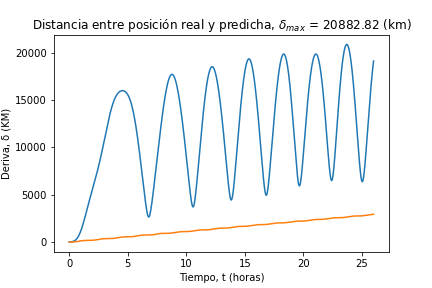 Distancia entre posición real y predicha, δmax = 20882.82 (km)
20000
15000
10000
5000
0
Deriva, δ (KM)
0 5 10 15 20 25
Tiempo, t (horas)